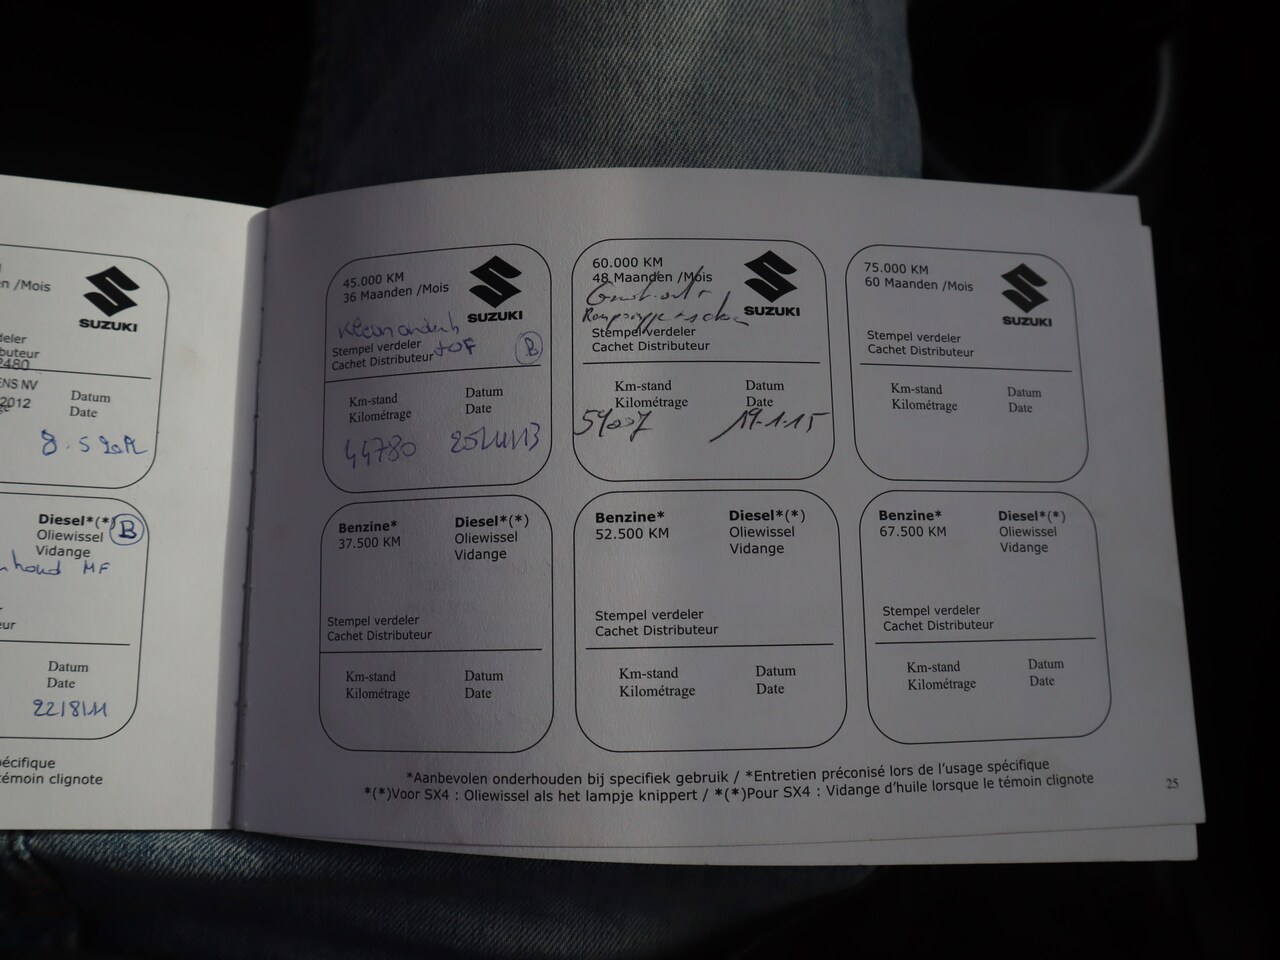 /Mois
SUZUKI
2480
ENS NV
2012
Datum
Date
8.5 2012
Diesel*(*)
B
Oliewissel
Vidange
MF
Datum
Date
22/8/11
écifique
témoin clignote
45.000 KM
36 Maanden /Mois
SUZUKI
Stempel verdeler
B
Cachet Distributeur
Km-stand
Kilométrage
Datum
Date
44780
60.000 KM
48 Maanden /Mois
SUZUKI
Stempel verdeler
Cachet Distributeur
Km-stand
Kilométrage
Datum
Date
59007
19-1-15
75.000 KM
60 Maanden /Mois
SUZUKI
Stempel verdeler
Cachet Distributeur
Km-stand
Kilométrage
Datum
Date
Benzine*
37.500 KM
Diesel*(*)
Oliewissel
Vidange
Stempel verdeler
Cachet Distributeur
Km-stand
Kilométrage
Datum
Date
Benzine*
52.500 KM
Diesel*(*)
Oliewissel
Vidange
Stempel verdeler
Cachet Distributeur
Km-stand
Kilométrage
Datum
Date
Benzine*
67.500 KM
Diesel*(*)
Oliewissel
Vidange
Stempel verdeler
Cachet Distributeur
Km-stand
Kilométrage
Datum
Date
*Aanbevolen onderhouden bij specifiek gebruik / *Entretien préconisé lors de l'usage spécifique
*(*)Voor SX4 : Oliewissel als het lampje knippert / *(*)Pour SX4 : Vidange d'huile lorsque le témoin clignote
25